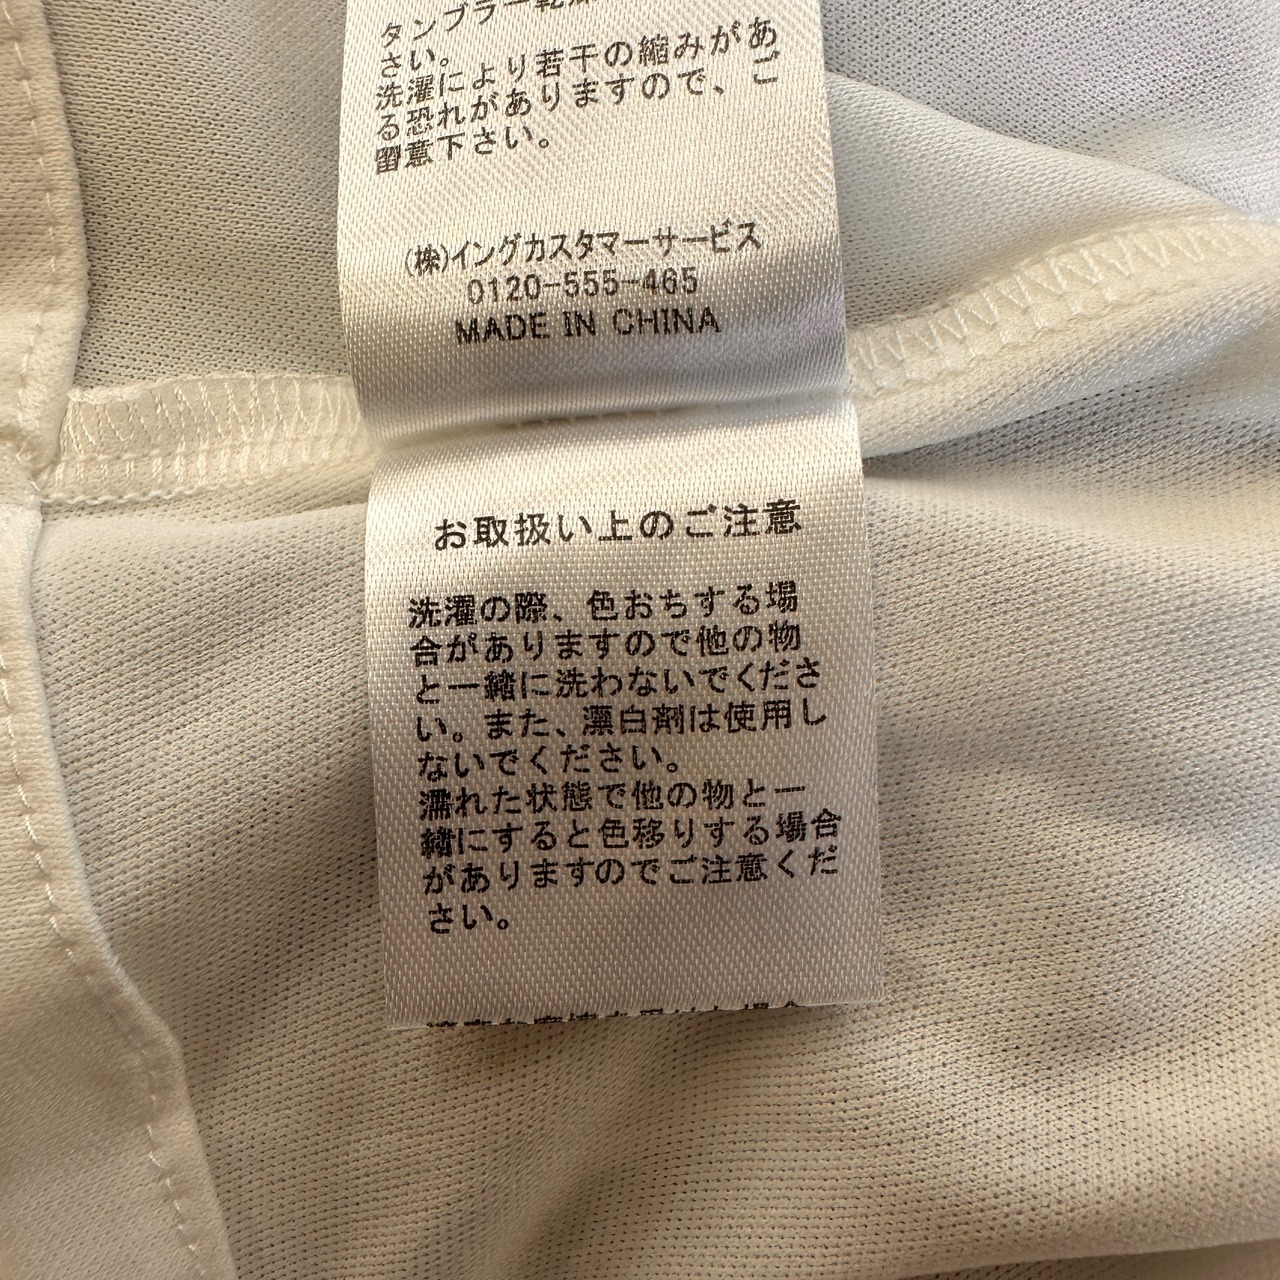 タンブラー乾燥
さい。
洗濯により若干の縮みがあ
る恐れがありますので、ご
留意下さい。
(株)イングカスタマーサービス
0120-555-465
MADE IN CHINA
お取扱い上のご注意
洗濯の際、色おちする場
合がありますので他の物
と一緒に洗わないでくださ
い。また、漂白剤は使用し
ないでください。
濡れた状態で他の物と一
緒にすると色移りする場合
がありますのでご注意くだ
さい。